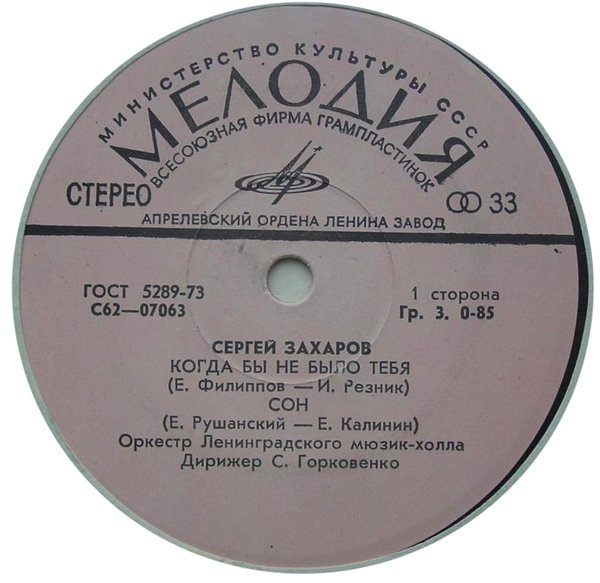 МИНИСТЕРСТВО КУЛЬТУРЫ СССР
МЕЛОДИЯ
ВСЕСОЮЗНАЯ ФИРМА ГРАМПЛАСТИНОК
СТЕРЕО
33
АПРЕЛЕВСКИЙ ОРДЕНА ЛЕНИНА ЗАВОД
ГОСТ 5289-73
1 сторона
С62—07063
Гр. 3. 0-85
СЕРГЕЙ ЗАХАРОВ
КОГДА БЫ НЕ БЫЛО ТЕБЯ
(Е. Филиппов — И. Резник)
СОН
(Е. Рушанский — Е. Калинин)
Оркестр Ленинградского мюзик-холла
Дирижер С. Горковенко